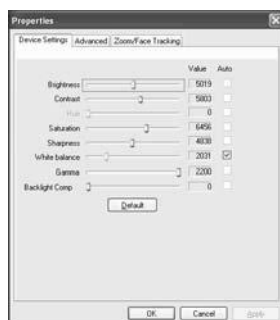 Properties
Device Settings Advanced Zoom/Face Tracking
Value Auto
Brightness 5019
Contrast 5803
Hue 0
Saturation 6456
Sharpness 4838
White balance 2031
Gamma 2200
Backlight Comp 0
Default
OK Cancel Apply